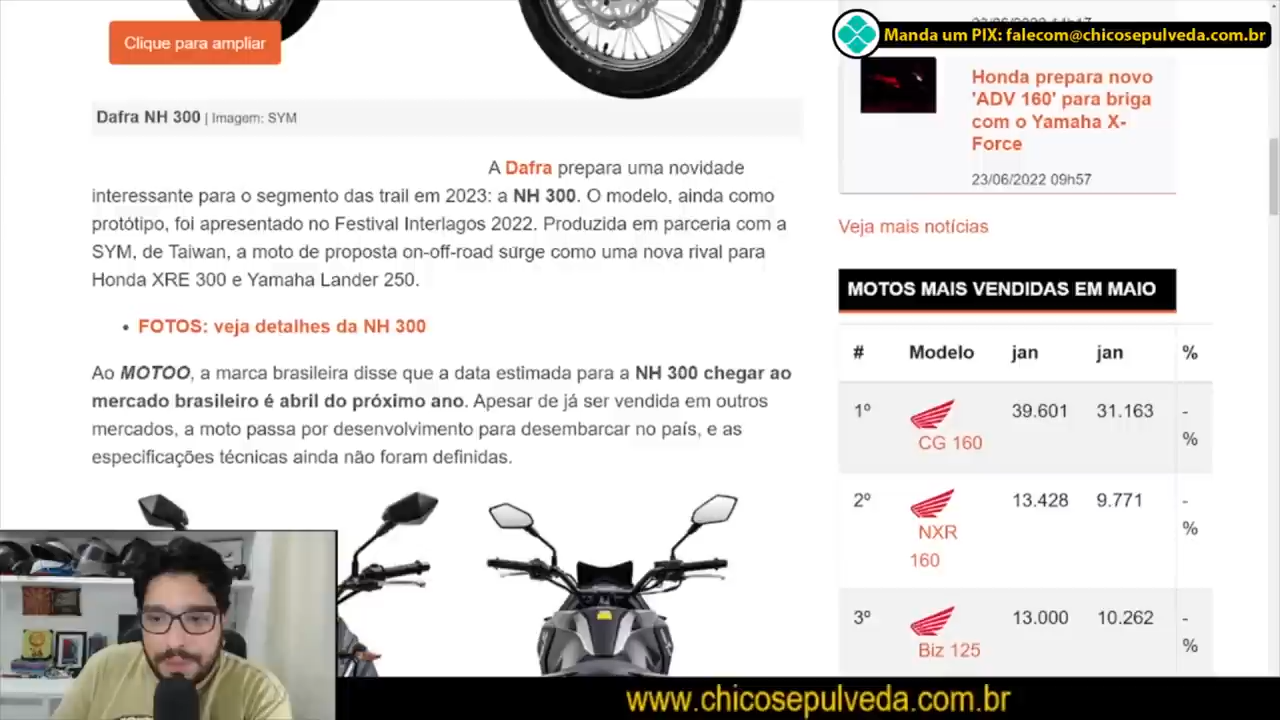 Clique para ampliar
Dafra NH 300 | Imagem: SYM
A Dafra prepara uma novidade
interessante para o segmento das trail em 2023: a NH 300. O modelo, ainda como
protótipo, foi apresentado no Festival Interlagos 2022. Produzida em parceria com a
SYM, de Taiwan, a moto de proposta on-off-road surge como uma nova rival para
Honda XRE 300 e Yamaha Lander 250.
• FOTOS: veja detalhes da NH 300
Ao MOTOO, a marca brasileira disse que a data estimada para a NH 300 chegar ao
mercado brasileiro é abril do próximo ano. Apesar de já ser vendida em outros
mercados, a moto passa por desenvolvimento para desembarcar no país, e as
especificações técnicas ainda não foram definidas.
Manda um PIX: falecom@chicosepulveda.com.br
Honda prepara novo
'ADV 160' para briga
com o Yamaha X-
Force
23/06/2022 09h57
Veja mais notícias
MOTOS MAIS VENDIDAS EM MAIO
# Modelo jan jan %
1º CG 160 39.601 31.163 - %
2º NXR 160 13.428 9.771 - %
3º Biz 125 13.000 10.262 - %
www.chicosepulveda.com.br